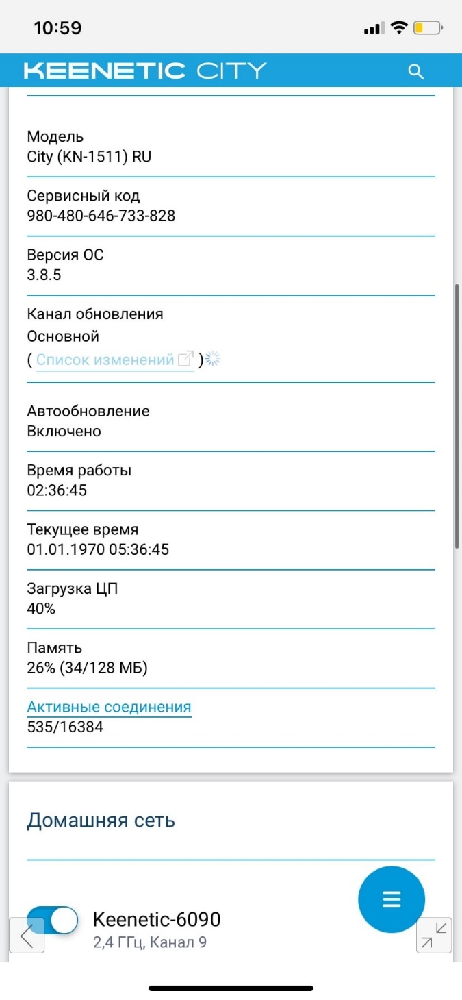 10:59
KEENETIC CITY
Модель
City (KN-1511) RU
Сервисный код
980-480-646-733-828
Версия ОС
3.8.5
Канал обновления
Основной
( Список изменений )
Автообновление
Включено
Время работы
02:36:45
Текущее время
01.01.1970 05:36:45
Загрузка ЦП
40%
Память
26% (34/128 МБ)
Активные соединения
535/16384
Домашняя сеть
Keenetic-6090
2,4 ГГц, Канал 9